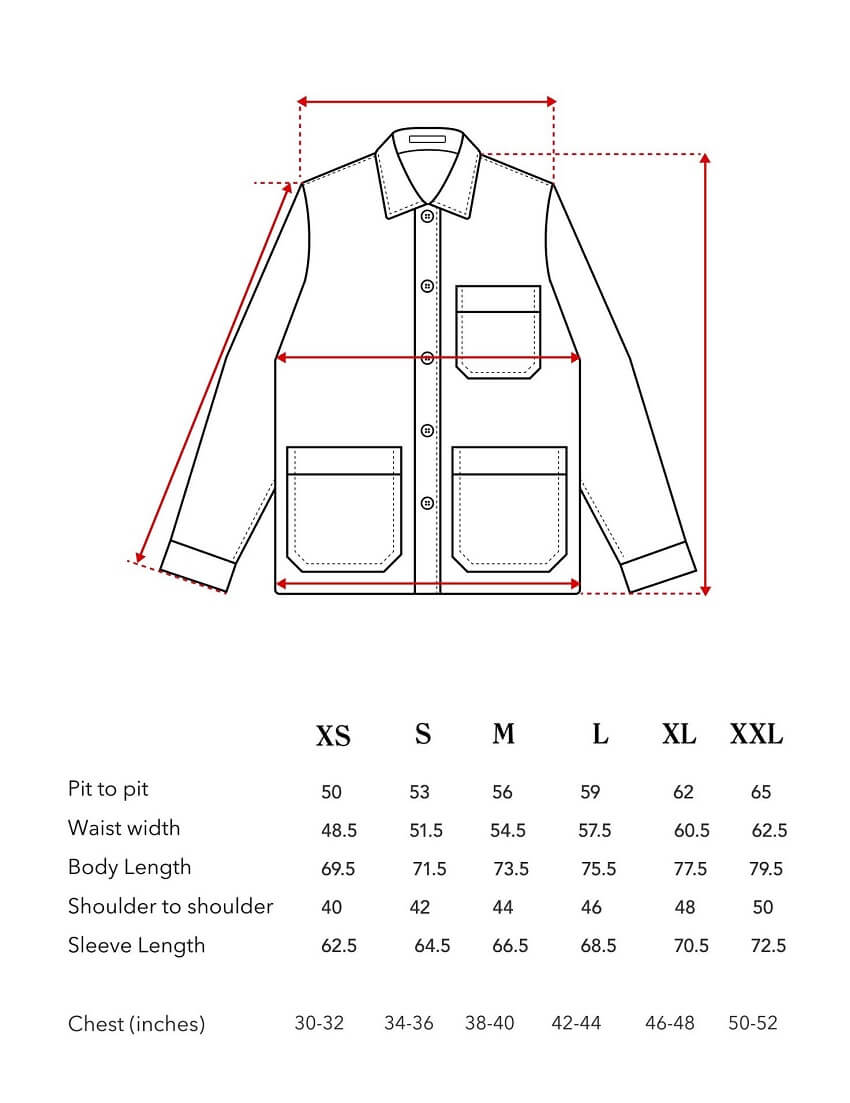 XS S M L XL XXL
Pit to pit 50 53 56 59 62 65
Waist width 48.5 51.5 54.5 57.5 60.5 62.5
Body Length 69.5 71.5 73.5 75.5 77.5 79.5
Shoulder to shoulder 40 42 44 46 48 50
Sleeve Length 62.5 64.5 66.5 68.5 70.5 72.5
Chest (inches) 30-32 34-36 38-40 42-44 46-48 50-52